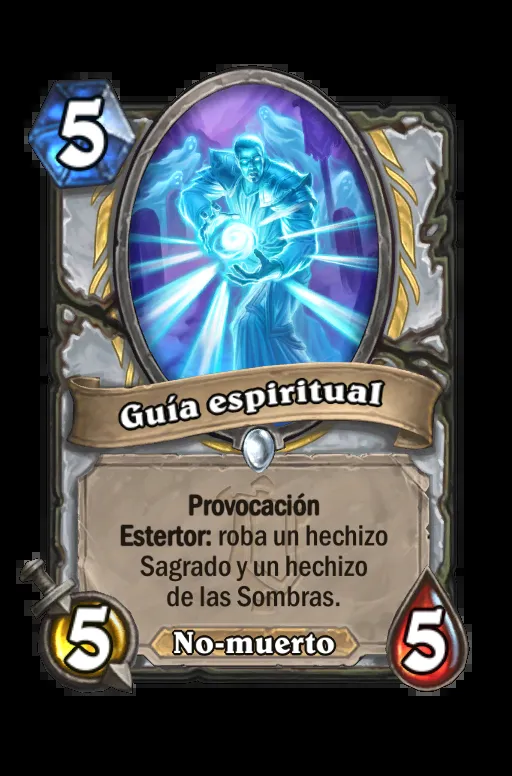 5
Guía espiritual
Provocación
Estertor: roba un hechizo
Sagrado y un hechizo
de las Sombras.
5
No-muerto
5